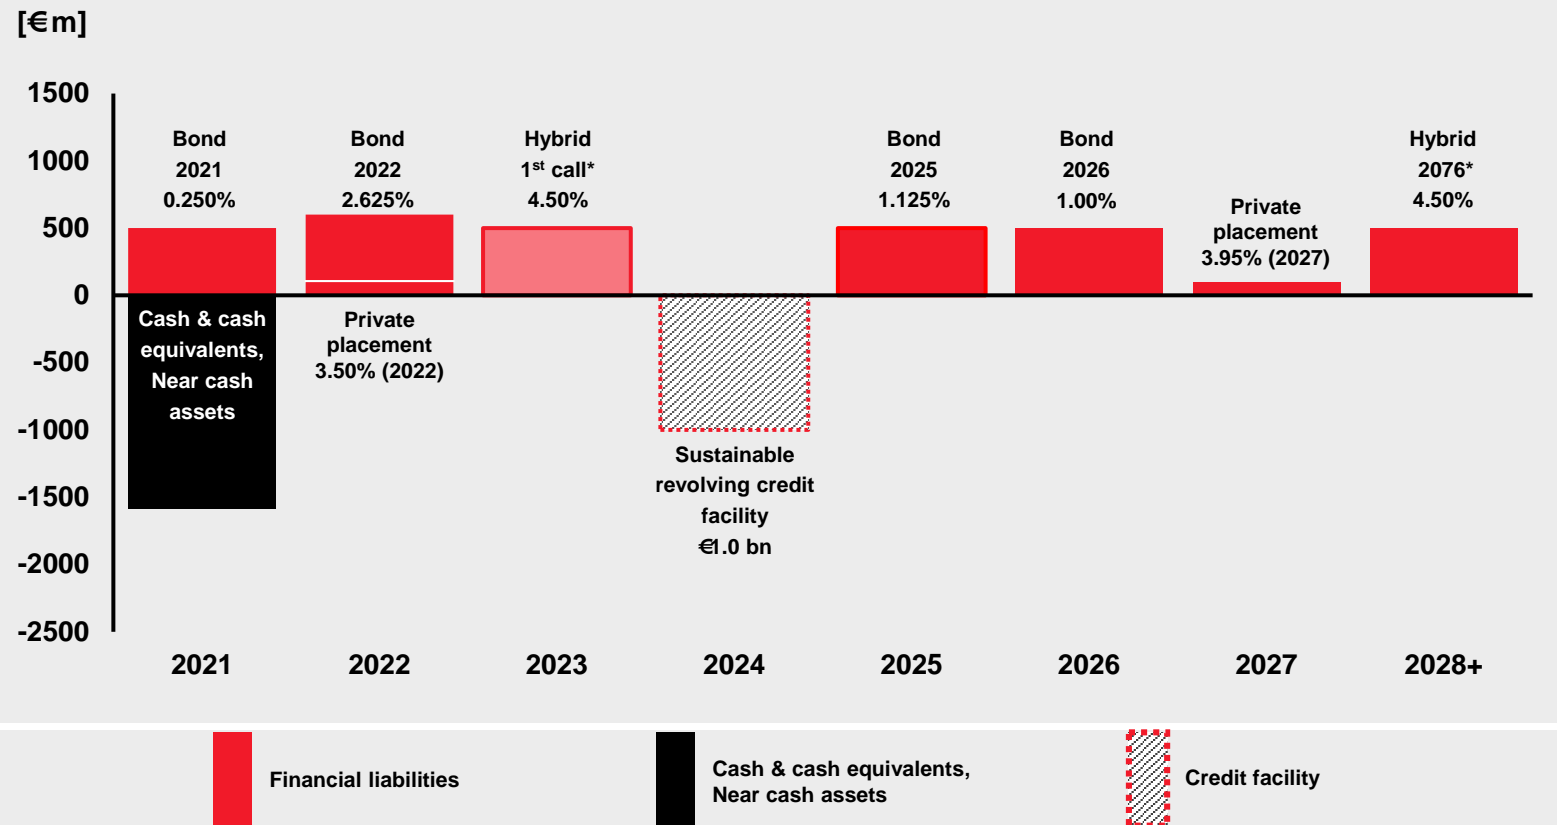 [€m]
1500
1000
500
0
-500
-1000
-1500
-2000
-2500
Bond
2021
0.250%
Bond
2022
2.625%
Hybrid
1st call*
4.50%
Bond
2025
1.125%
Bond
2026
1.00%
Private
placement
3.95% (2027)
Hybrid
2076*
4.50%
Cash & cash
equivalents,
Near cash
assets
Private
placement
3.50% (2022)
Sustainable
revolving credit
facility
€1.0 bn
2021
2022
2023
2024
2025
2026
2027
2028+
Financial liabilities
Cash & cash equivalents,
Near cash assets
Credit facility